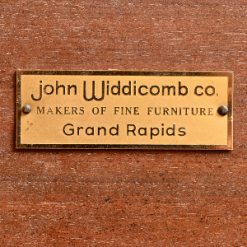 john Widdicomb co.
MAKERS OF FINE FURNITURE
Grand Rapids